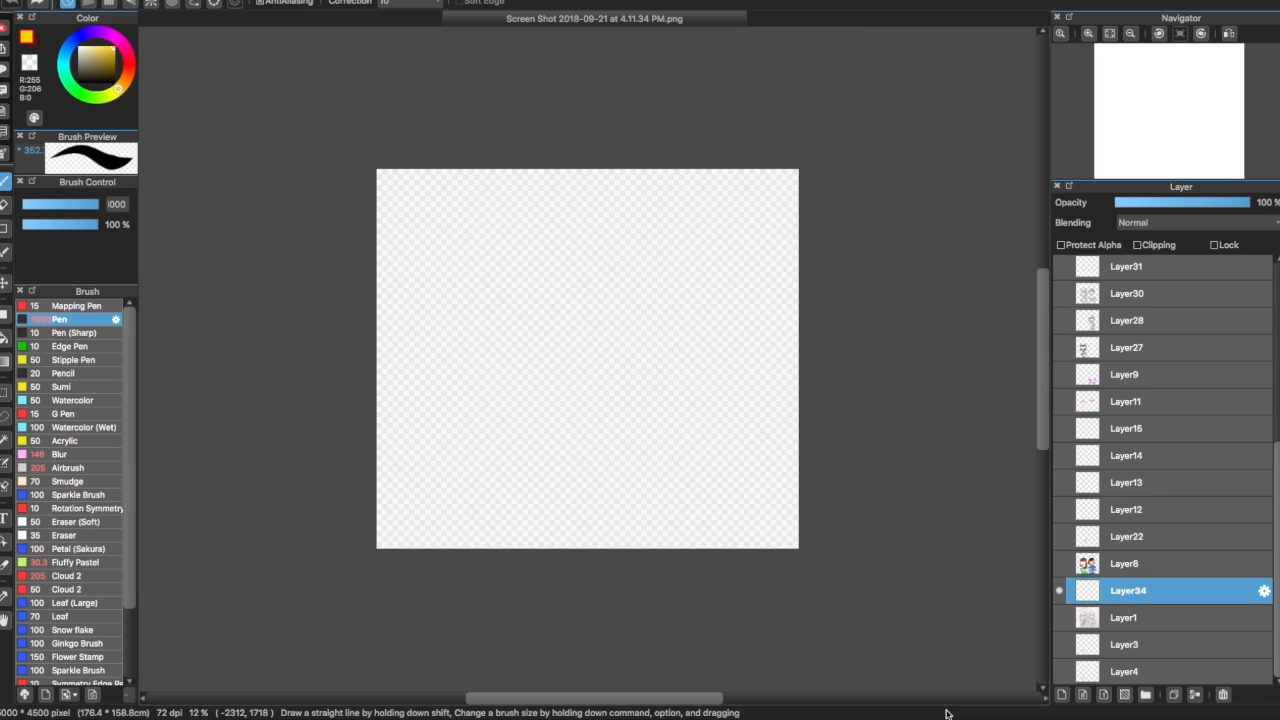 AntiAliasing
Correction
10
Soft Edge
Color
Screen Shot 2018-09-21 at 4.11.34 PM.png
Navigator
R:255
G:206
B:0
Brush Preview
* 352.
Brush Control
100 %
Layer
Opacity 100 %
Blending Normal
Protect Alpha Clipping Lock
Brush
15 Mapping Pen
1000 Pen
10 Pen (Sharp)
10 Edge Pen
50 Stipple Pen
20 Pencil
50 Sumi
50 Watercolor
15 G Pen
100 Watercolor (Wet)
50 Acrylic
146 Blur
205 Airbrush
70 Smudge
100 Sparkle Brush
10 Rotation Symmetry
50 Eraser (Soft)
35 Eraser
100 Petal (Sakura)
30.3 Fluffy Pastel
205 Cloud 2
50 Cloud 2
100 Leaf (Large)
70 Leaf
100 Snow flake
100 Ginkgo Brush
150 Flower Stamp
100 Sparkle Brush
10 Symmetry Edge Pe
Layer31
Layer30
Layer28
Layer27
Layer9
Layer11
Layer15
Layer14
Layer13
Layer12
Layer22
Layer8
Layer34
Layer1
Layer3
Layer4
5000 * 4500 pixel (176.4 * 158.8cm) 72 dpi 12 % ( -2312, 1718 ) Draw a straight line by holding down shift, Change a brush size by holding down command, option, and dragging